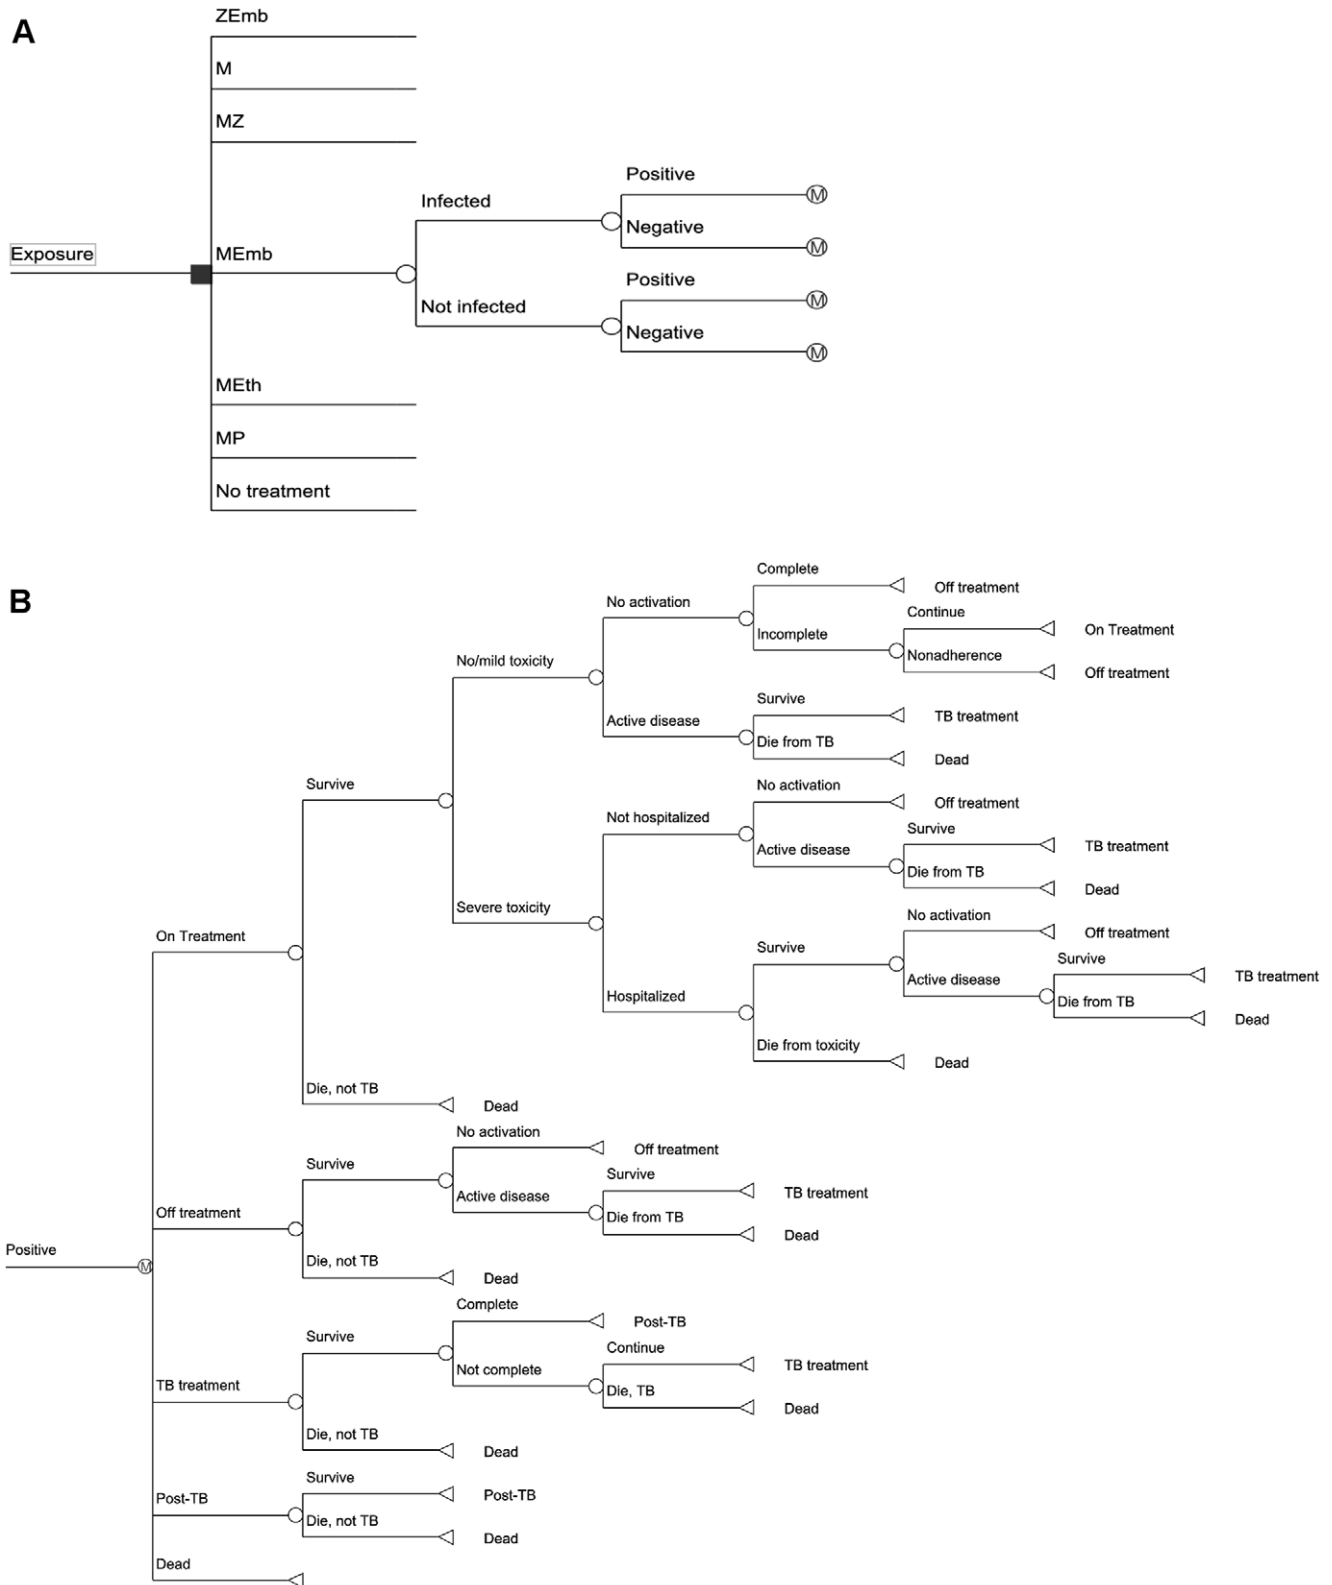 A
ZEmb
M
MZ
Exposure
MEmb
Infected
Positive
M
Negative
M
Not infected
Positive
M
Negative
M
MEth
MP
No treatment
B
Positive
M
On Treatment
Survive
No/mild toxicity
No activation
Complete
Off treatment
Incomplete
Continue
On Treatment
Nonadherence
Off treatment
Active disease
Survive
TB treatment
Die from TB
Dead
Severe toxicity
Not hospitalized
No activation
Off treatment
Active disease
Survive
TB treatment
Die from TB
Dead
Hospitalized
Survive
No activation
Off treatment
Active disease
Survive
TB treatment
Die from TB
Dead
Die from toxicity
Dead
Die, not TB
Dead
Off treatment
Survive
No activation
Off treatment
Active disease
Survive
TB treatment
Die from TB
Dead
Die, not TB
Dead
TB treatment
Survive
Complete
Post-TB
Not complete
Continue
TB treatment
Die, TB
Dead
Die, not TB
Dead
Post-TB
Survive
Post-TB
Die, not TB
Dead
Dead